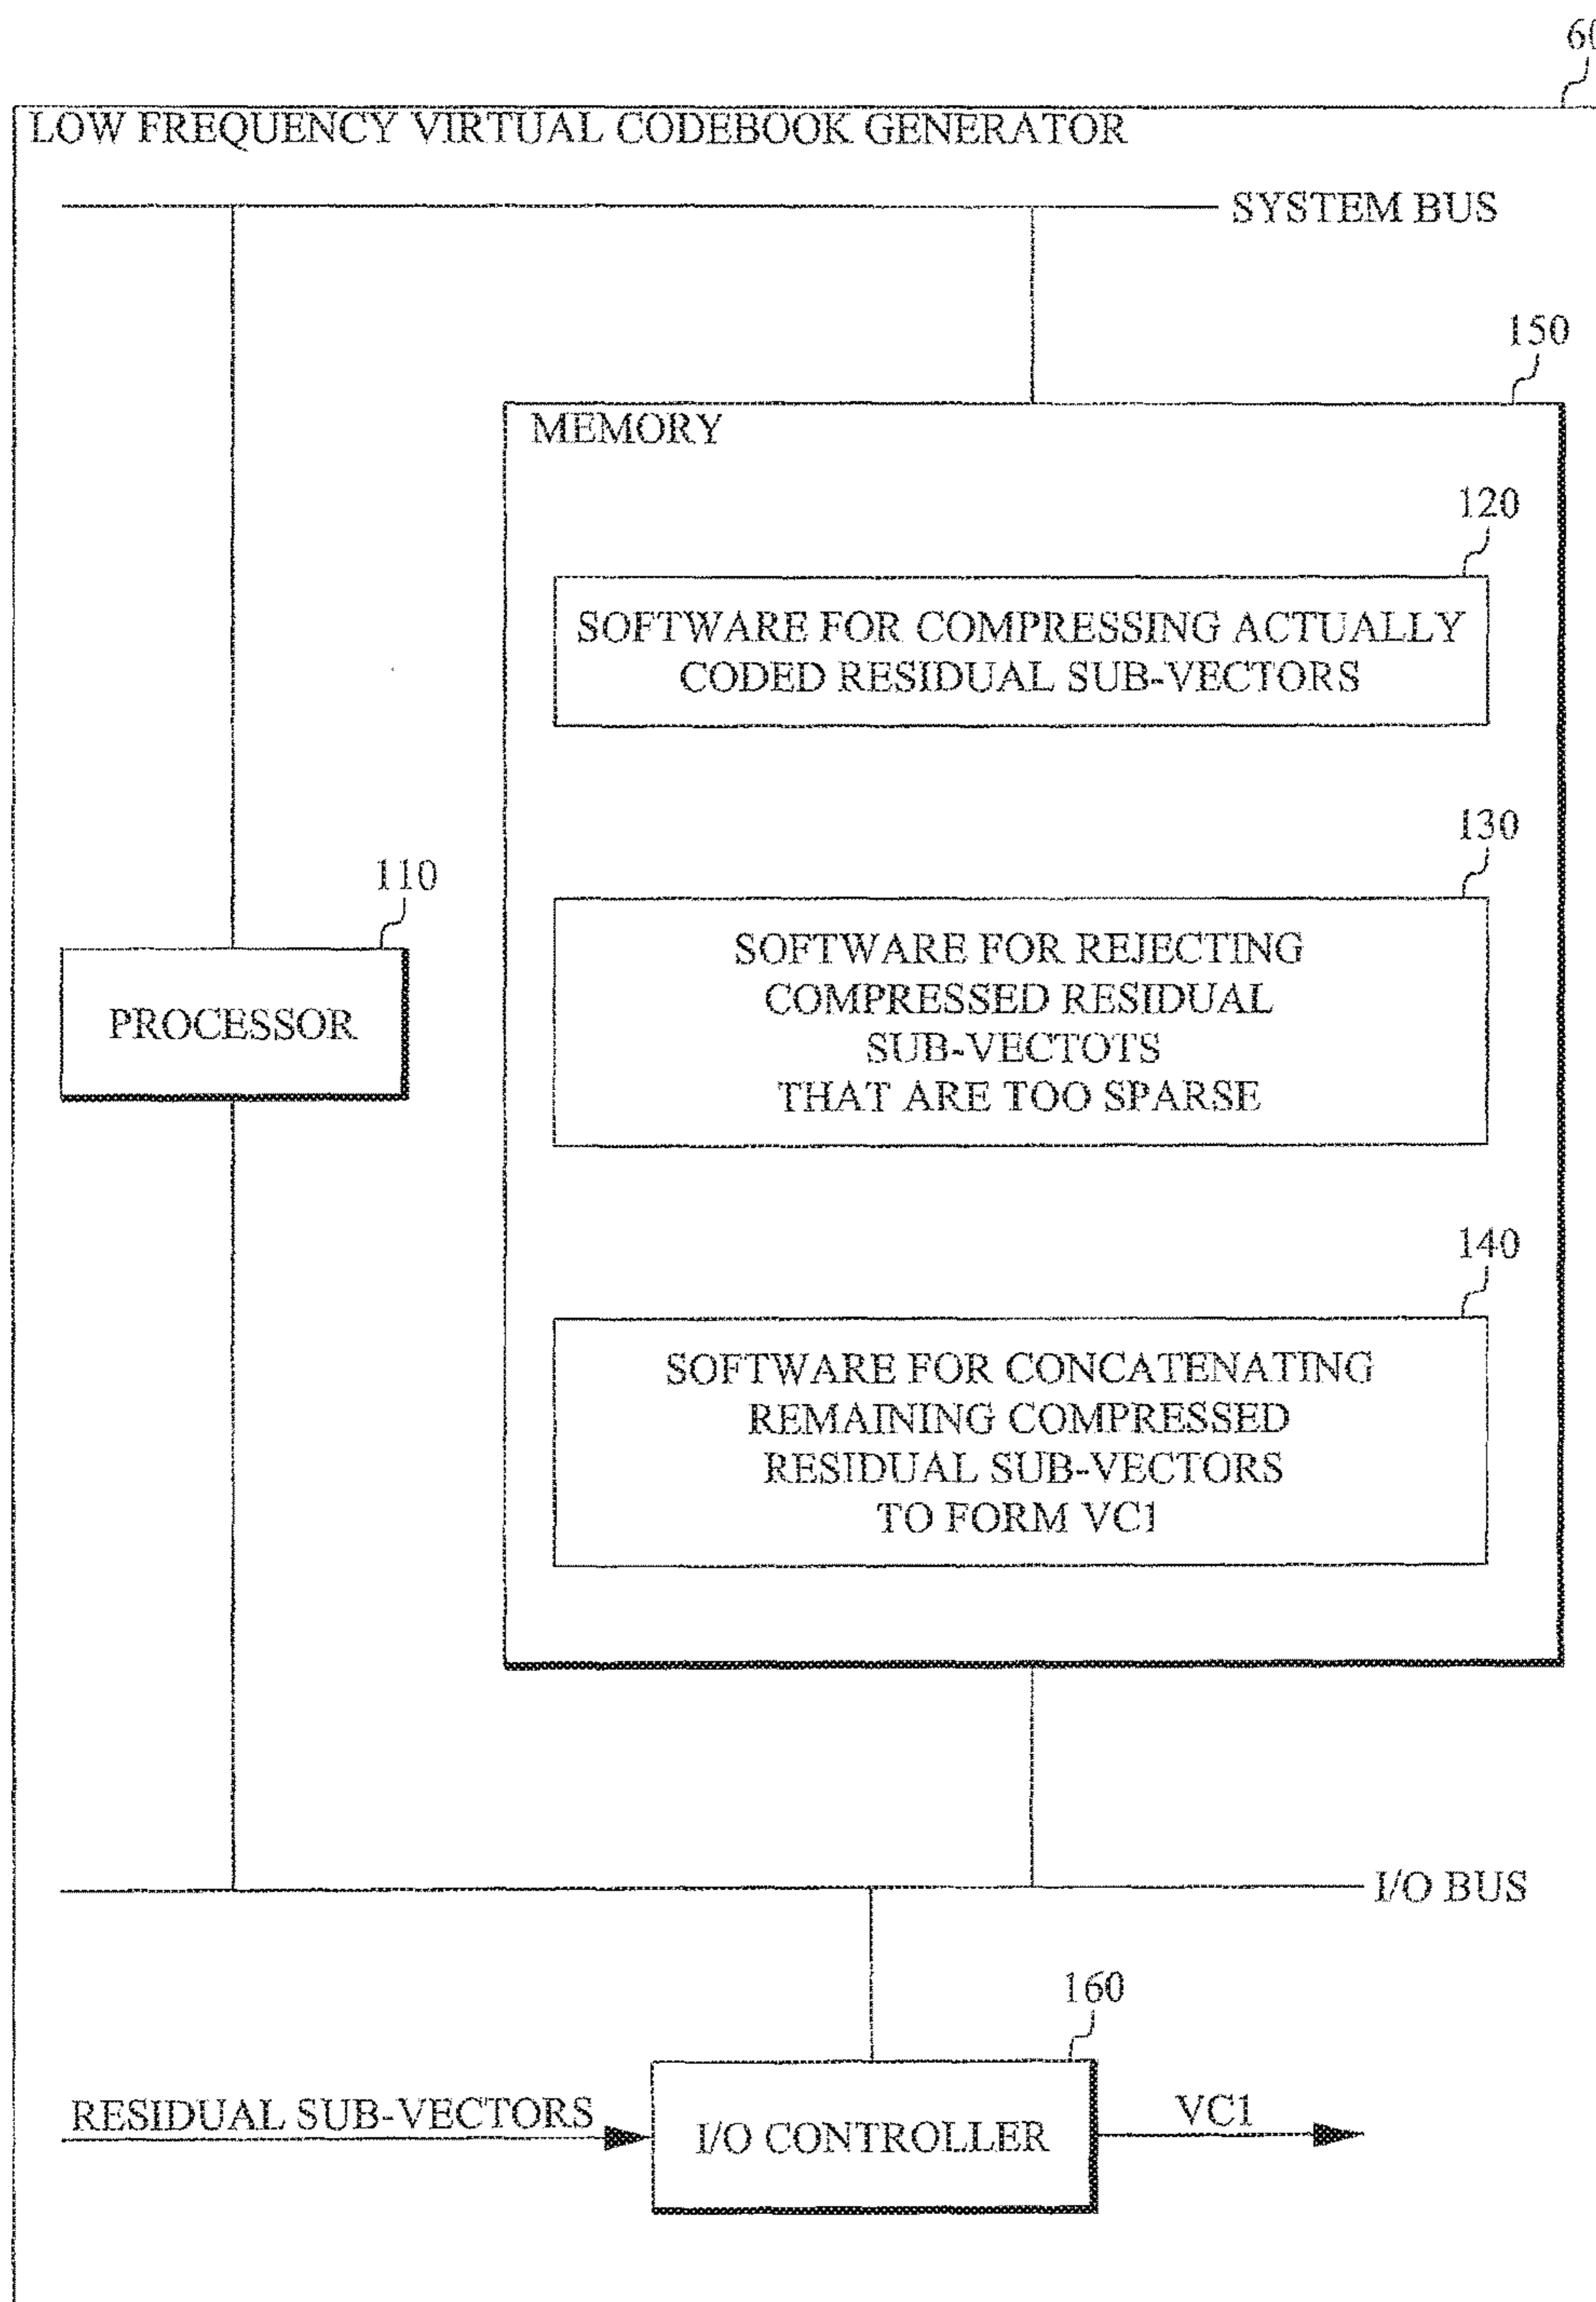 60
LOW FREQUENCY VIRTUAL CODEBOOK GENERATOR
SYSTEM BUS
150
MEMORY
120
SOFTWARE FOR COMPRESSING ACTUALLY
CODED RESIDUAL SUB-VECTORS
130
110
SOFTWARE FOR REJECTING
COMPRESSED RESIDUAL
SUB-VECTOTS
THAT ARE TOO SPARSE
PROCESSOR
140
SOFTWARE FOR CONCATENATING
REMAINING COMPRESSED
RESIDUAL SUB-VECTORS
TO FORM VC1
I/O BUS
160
RESIDUAL SUB-VECTORS
I/O CONTROLLER
VC1